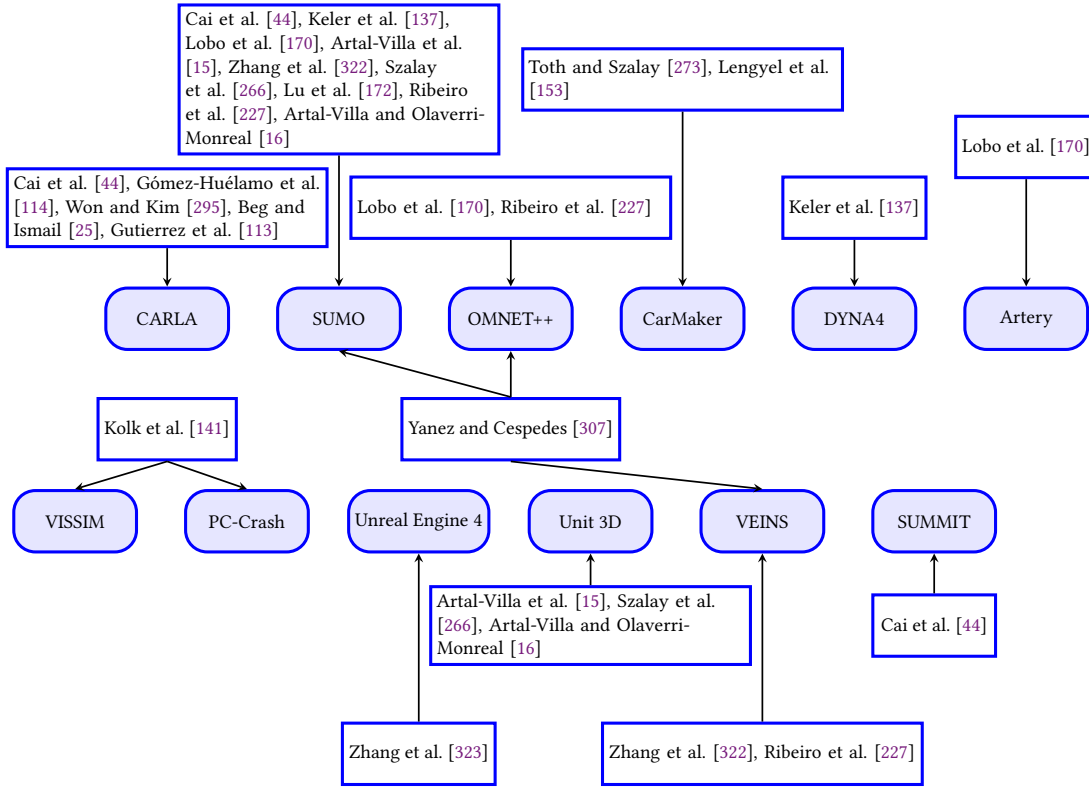 Cai et al. [44], Keler et al. [137],
Lobo et al. [170], Artal-Villa et al.
[15], Zhang et al. [322], Szalay
et al. [266], Lu et al. [172], Ribeiro
et al. [227], Artal-Villa and Olaverri-
Monreal [16]
Toth and Szalay [273], Lengyel et al.
[153]
Lobo et al. [170]
Cai et al. [44], Gómez-Huélamo et al.
[114], Won and Kim [295], Beg and
Ismail [25], Gutierrez et al. [113]
Lobo et al. [170], Ribeiro et al. [227]
Keler et al. [137]
CARLA
SUMO
OMNET++
CarMaker
DYNA4
Artery
Kolk et al. [141]
Yanez and Cespedes [307]
VISSIM
PC-Crash
Unreal Engine 4
Unit 3D
VEINS
SUMMIT
Artal-Villa et al. [15], Szalay et al.
[266], Artal-Villa and Olaverri-
Monreal [16]
Cai et al. [44]
Zhang et al. [323]
Zhang et al. [322], Ribeiro et al. [227]